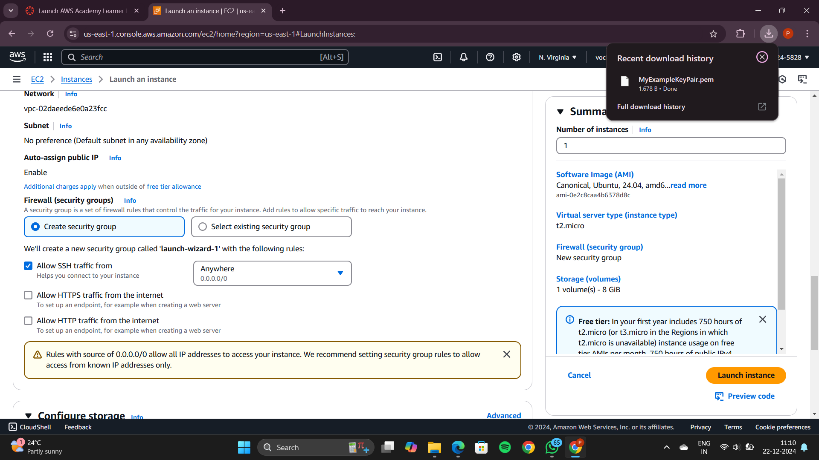 Launch AWS Academy Learner L
Launch an instance | EC2 | us-e
us-east-1.console.aws.amazon.com/ec2/home?region=us-east-1#LaunchInstances:
P
Recent download history
MyExampleKeyPair.pem
1,678 B • Done
Full download history
aws
Search
[Alt+S]
N. Virginia
voc
24-5828
EC2
Instances
Launch an instance
Network
Info
vpc-02daeede6e0a23fcc
Subnet
Info
No preference (Default subnet in any availability zone)
Auto-assign public IP
Info
Enable
Additional charges apply when outside of free tier allowance
Firewall (security groups)
Info
A security group is a set of firewall rules that control the traffic for your instance. Add rules to allow specific traffic to reach your instance.
Create security group
Select existing security group
We'll create a new security group called 'launch-wizard-1' with the following rules:
Allow SSH traffic from
Helps you connect to your instance
Anywhere
0.0.0.0/0
Allow HTTPS traffic from the internet
To set up an endpoint, for example when creating a web server
Allow HTTP traffic from the internet
To set up an endpoint, for example when creating a web server
Rules with source of 0.0.0.0/0 allow all IP addresses to access your instance. We recommend setting security group rules to allow
access from known IP addresses only.
Configure storage
Info
Advanced
Summa
Number of instances
Info
1
Software Image (AMI)
Canonical, Ubuntu, 24.04, amd6...read more
ami-0e2c8caa4b6378d8c
Virtual server type (instance type)
t2.micro
Firewall (security group)
New security group
Storage (volumes)
1 volume(s) - 8 GiB
Free tier: In your first year includes 750 hours of
t2.micro (or t3.micro in the Regions in which
t2.micro is unavailable) instance usage on free
tier AMIs per month, 750 hours of public IPv4
Cancel
Launch instance
Preview code
CloudShell
Feedback
© 2024, Amazon Web Services, Inc. or its affiliates.
Privacy
Terms
Cookie preferences
24°C
Partly sunny
Search
ENG
IN
11:10
22-12-2024